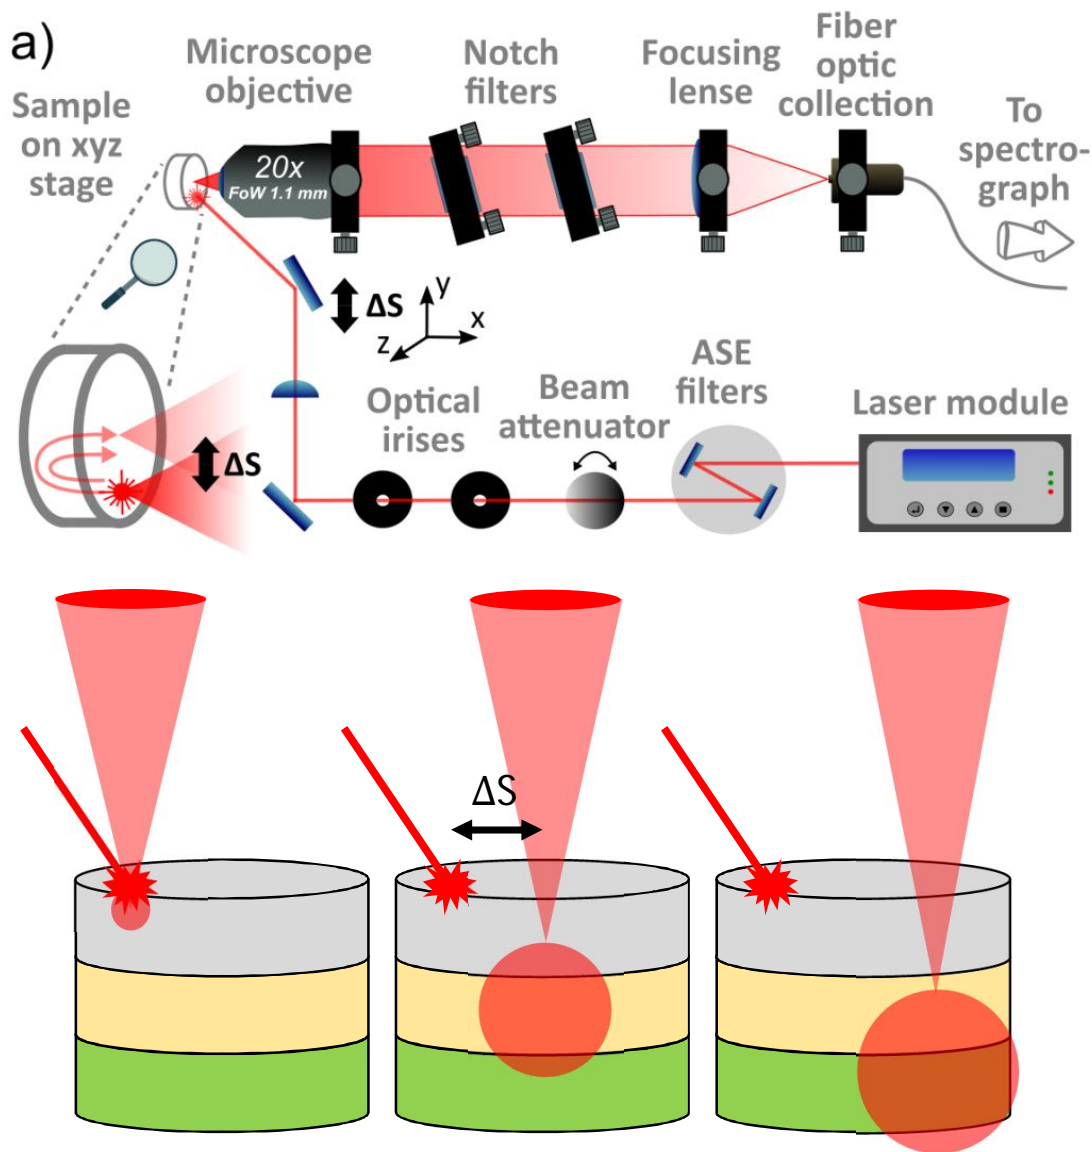 a)
Sample
on xyz
stage
Microscope
objective
Notch
filters
Focusing
lense
Fiber
optic
collection
To
spectro-
graph
20x
FoW 1.1 mm
ΔS
y
x
z
ΔS
Optical
irises
Beam
attenuator
ASE
filters
Laser module
ΔS